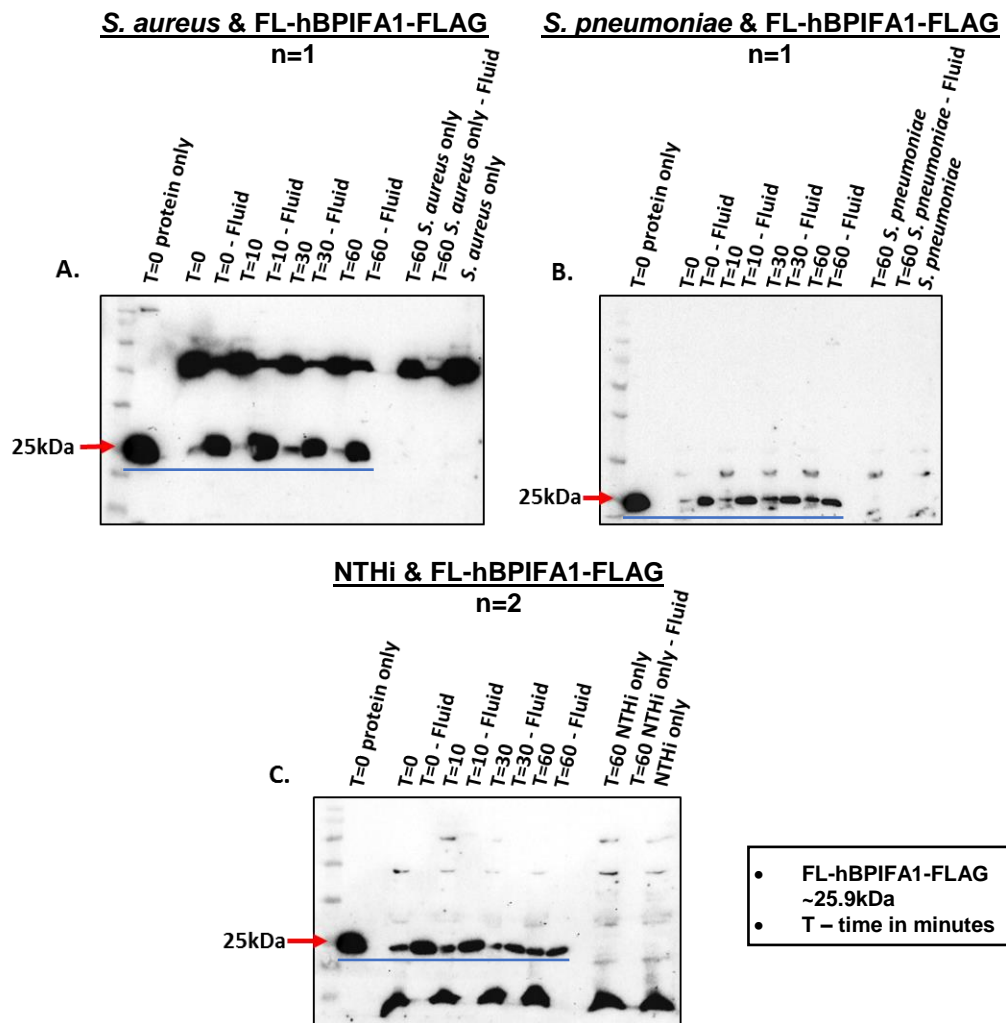 S. aureus & FL-hBPIFA1-FLAG
n=1
A.
T=0 protein only
T=0
T=0 - Fluid
T=10
T=10 - Fluid
T=30
T=30 - Fluid
T=60
T=60 - Fluid
T=60 S. aureus only
T=60 S. aureus only - Fluid
S. aureus only
25kDa
S. pneumoniae & FL-hBPIFA1-FLAG
n=1
B.
T=0 protein only
T=0
T=0 - Fluid
T=10
T=10 - Fluid
T=30
T=30 - Fluid
T=60
T=60 - Fluid
T=60 S. pneumoniae
T=60 S. pneumoniae - Fluid
S. pneumoniae
25kDa
NTHi & FL-hBPIFA1-FLAG
n=2
C.
T=0 protein only
T=0
T=0 - Fluid
T=10
T=10 - Fluid
T=30
T=30 - Fluid
T=60
T=60 - Fluid
T=60 NTHi only
T=60 NTHi only - Fluid
NTHi only
25kDa
• FL-hBPIFA1-FLAG
~25.9kDa
• T – time in minutes